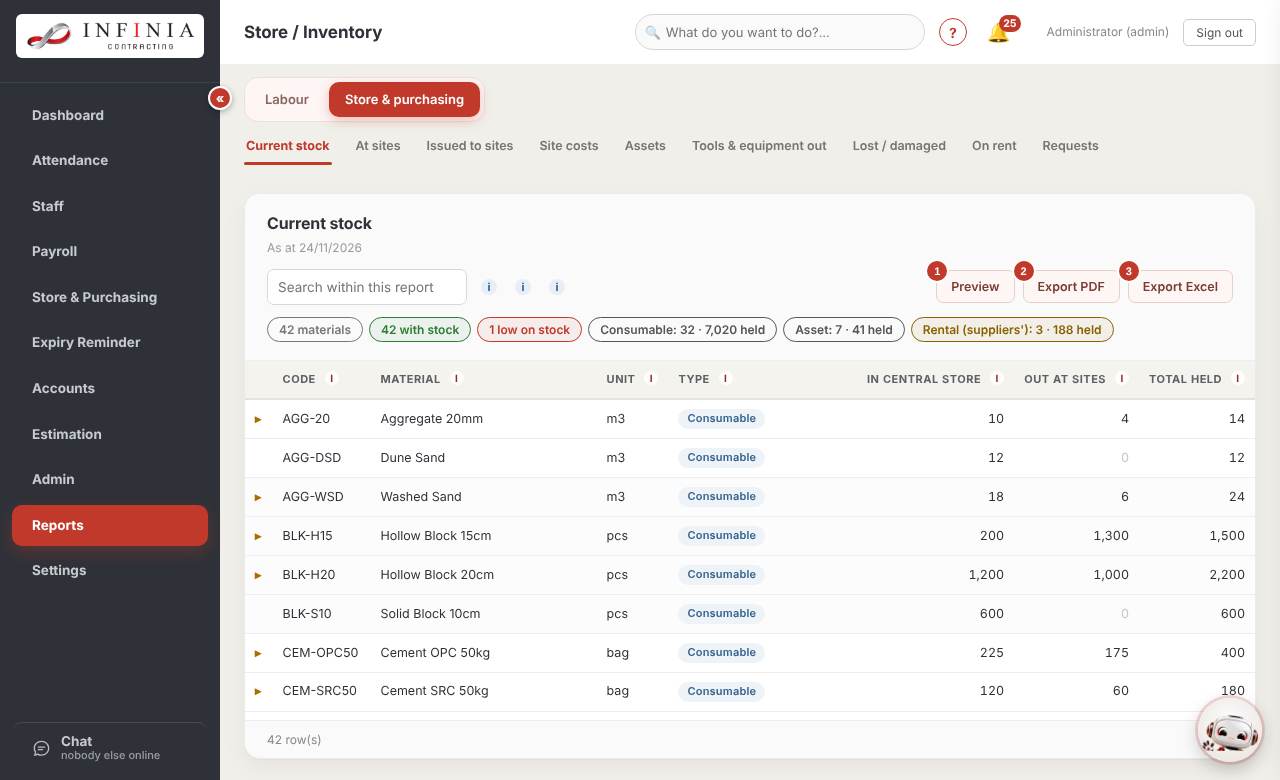 INFINIA
CONTRACTING
Store / Inventory
What do you want to do?...
?
25
Administrator (admin)
Sign out
«
Dashboard
Attendance
Staff
Payroll
Store & Purchasing
Expiry Reminder
Accounts
Estimation
Admin
Reports
Settings
Chat
nobody else online
Labour
Store & purchasing
Current stock
At sites
Issued to sites
Site costs
Assets
Tools & equipment out
Lost / damaged
On rent
Requests
Current stock
As at 24/11/2026
Search within this report
i i i
1 Preview
2 Export PDF
3 Export Excel
42 materials
42 with stock
1 low on stock
Consumable: 32 · 7,020 held
Asset: 7 · 41 held
Rental (suppliers'): 3 · 188 held
CODE I MATERIAL I UNIT I TYPE I IN CENTRAL STORE I OUT AT SITES I TOTAL HELD I
AGG-20 Aggregate 20mm m3 Consumable 10 4 14
AGG-DSD Dune Sand m3 Consumable 12 0 12
AGG-WSD Washed Sand m3 Consumable 18 6 24
BLK-H15 Hollow Block 15cm pcs Consumable 200 1,300 1,500
BLK-H20 Hollow Block 20cm pcs Consumable 1,200 1,000 2,200
BLK-S10 Solid Block 10cm pcs Consumable 600 0 600
CEM-OPC50 Cement OPC 50kg bag Consumable 225 175 400
CEM-SRC50 Cement SRC 50kg bag Consumable 120 60 180
42 row(s)